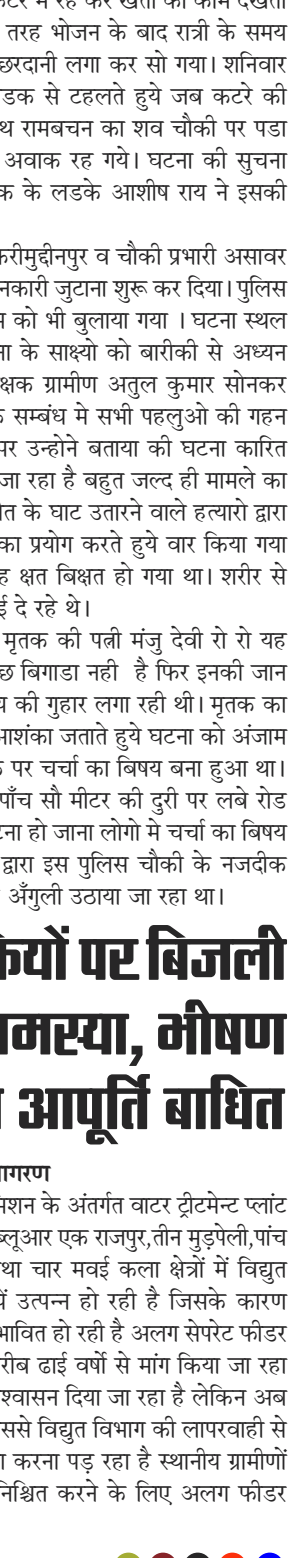 तरह भोजन के बाद रात्री के समय
छरदानी लगा कर सो गया। शनिवार
डक से टहलते हुये जब कटरे की
थ रामबचन का शव चौकी पर पडा
अवाक रह गये। घटना की सुचना
क के लडके आशीष राय ने इसकी
करीमुद्दीनपुर व चौकी प्रभारी असावर
नकारी जुटाना शुरू कर दिया। पुलिस
को भी बुलाया गया । घटना स्थल
ना के साक्ष्यो को बारीकी से अध्यन
क्षक ग्रामीण अतुल कुमार सोनकर
सम्बंध मे सभी पहलुओ की गहन
पर उन्होने बताया की घटना कारित
जा रहा है बहुत जल्द ही मामले का
त के घाट उतारने वाले हत्यारो द्वारा
का प्रयोग करते हुये वार किया गया
ह क्षत बिक्षत हो गया था। शरीर से
ई दे रहे थे।
मृतक की पत्नी मंजु देवी रो रो यह
छ बिगाडा नही है फिर इनकी जान
य की गुहार लगा रही थी। मृतक का
आशंका जताते हुये घटना को अंजाम
पर चर्चा का बिषय बना हुआ था।
पाँच सौ मीटर की दुरी पर लबे रोड
टना हो जाना लोगो मे चर्चा का बिषय
द्वारा इस पुलिस चौकी के नजदीक
अँगुली उठाया जा रहा था।
कियों पर बिजली
मस्या, भीषण
आपूर्ति बाधित
ागरण
मिशन के अंतर्गत वाटर ट्रीटमेन्ट प्लांट
ब्लूआर एक राजपुर,तीन मुड़पेली,पांच
था चार मवई कला क्षेत्रों में विद्युत
में उत्पन्न हो रही है जिसके कारण
भावित हो रही है अलग सेपरेट फीडर
रीब ढाई वर्षो से मांग किया जा रहा
श्वासन दिया जा रहा है लेकिन अब
ससे विद्युत विभाग की लापरवाही से
ा करना पड़ रहा है स्थानीय ग्रामीणों
निश्चित करने के लिए अलग फीडर